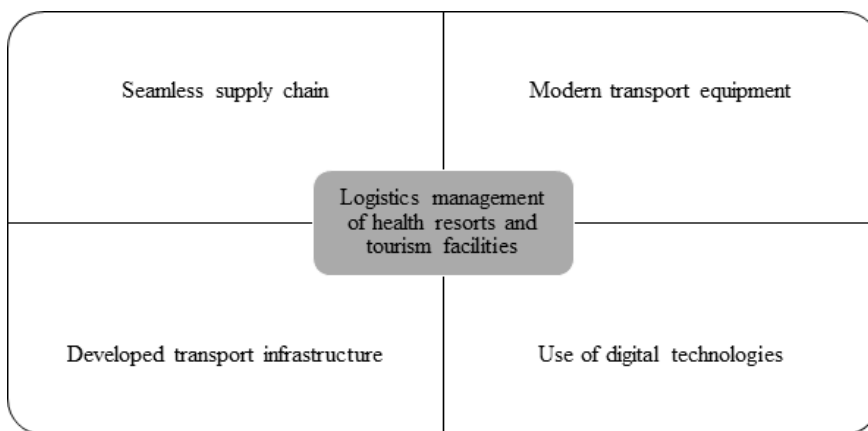 Seamless supply chain
Modern transport equipment
Logistics management
of health resorts and
tourism facilities
Developed transport infrastructure
Use of digital technologies